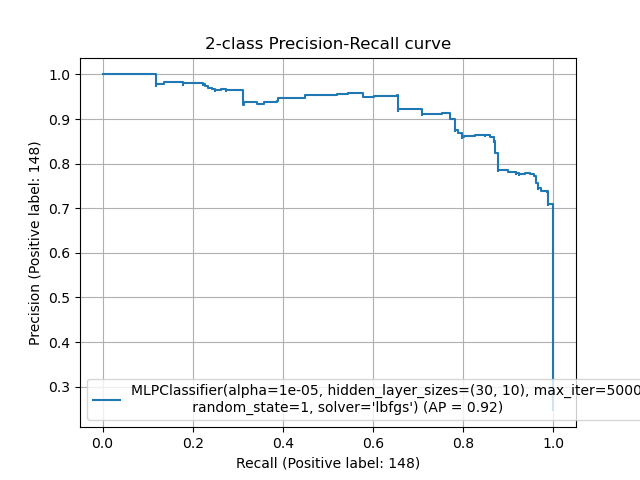 2-class Precision-Recall curve
1.0
0.9
0.8
0.7
0.6
0.5
0.4
0.3
Precision (Positive label: 148)
MLPClassifier(alpha=1e-05, hidden_layer_sizes=(30, 10), max_iter=5000
random_state=1, solver='lbfgs') (AP = 0.92)
0.0 0.2 0.4 0.6 0.8 1.0
Recall (Positive label: 148)